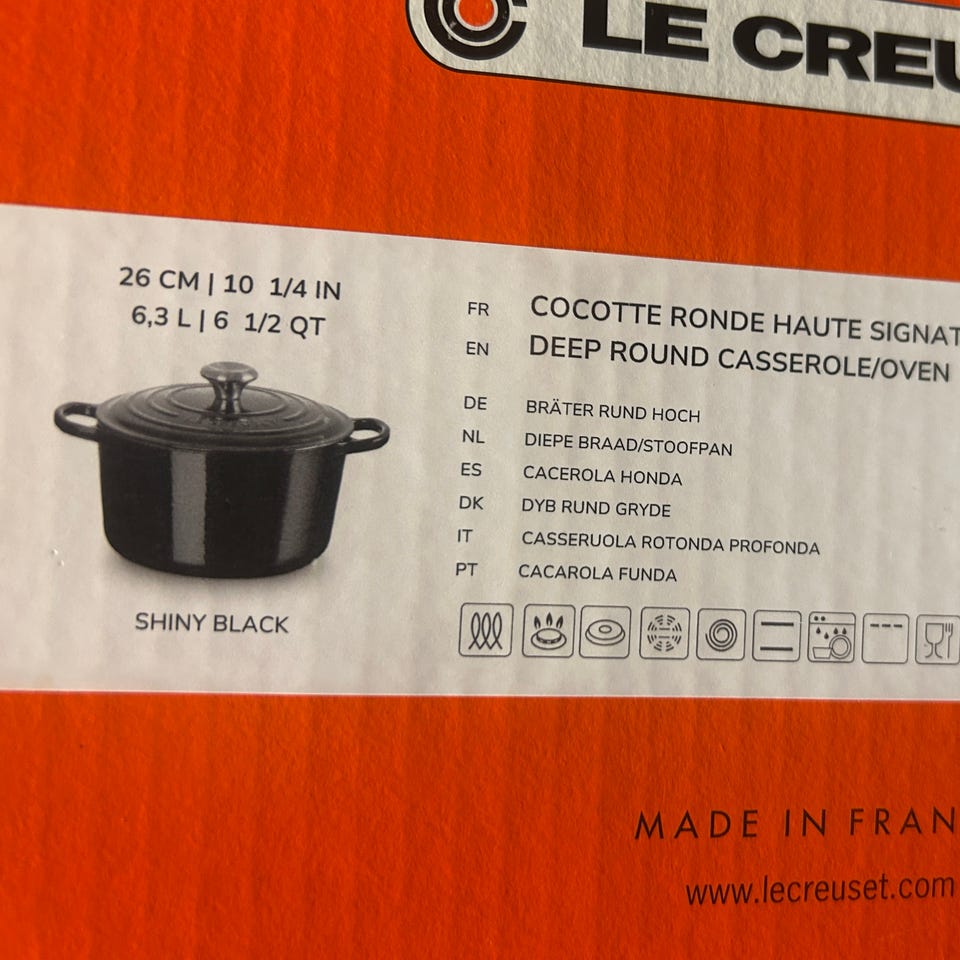 LE CREU
26 CM | 10 1/4 IN
6,3 L | 6 1/2 QT
SHINY BLACK
FR COCOTTE RONDE HAUTE SIGNAT
EN DEEP ROUND CASSEROLE/OVEN
DE BRÄTER RUND HOCH
NL DIEPE BRAAD/STOOFPAN
ES CACEROLA HONDA
DK DYB RUND GRYDE
IT CASSERUOLA ROTONDA PROFONDA
PT CACAROLA FUNDA
MADE IN FRAN
www.lecreuset.com